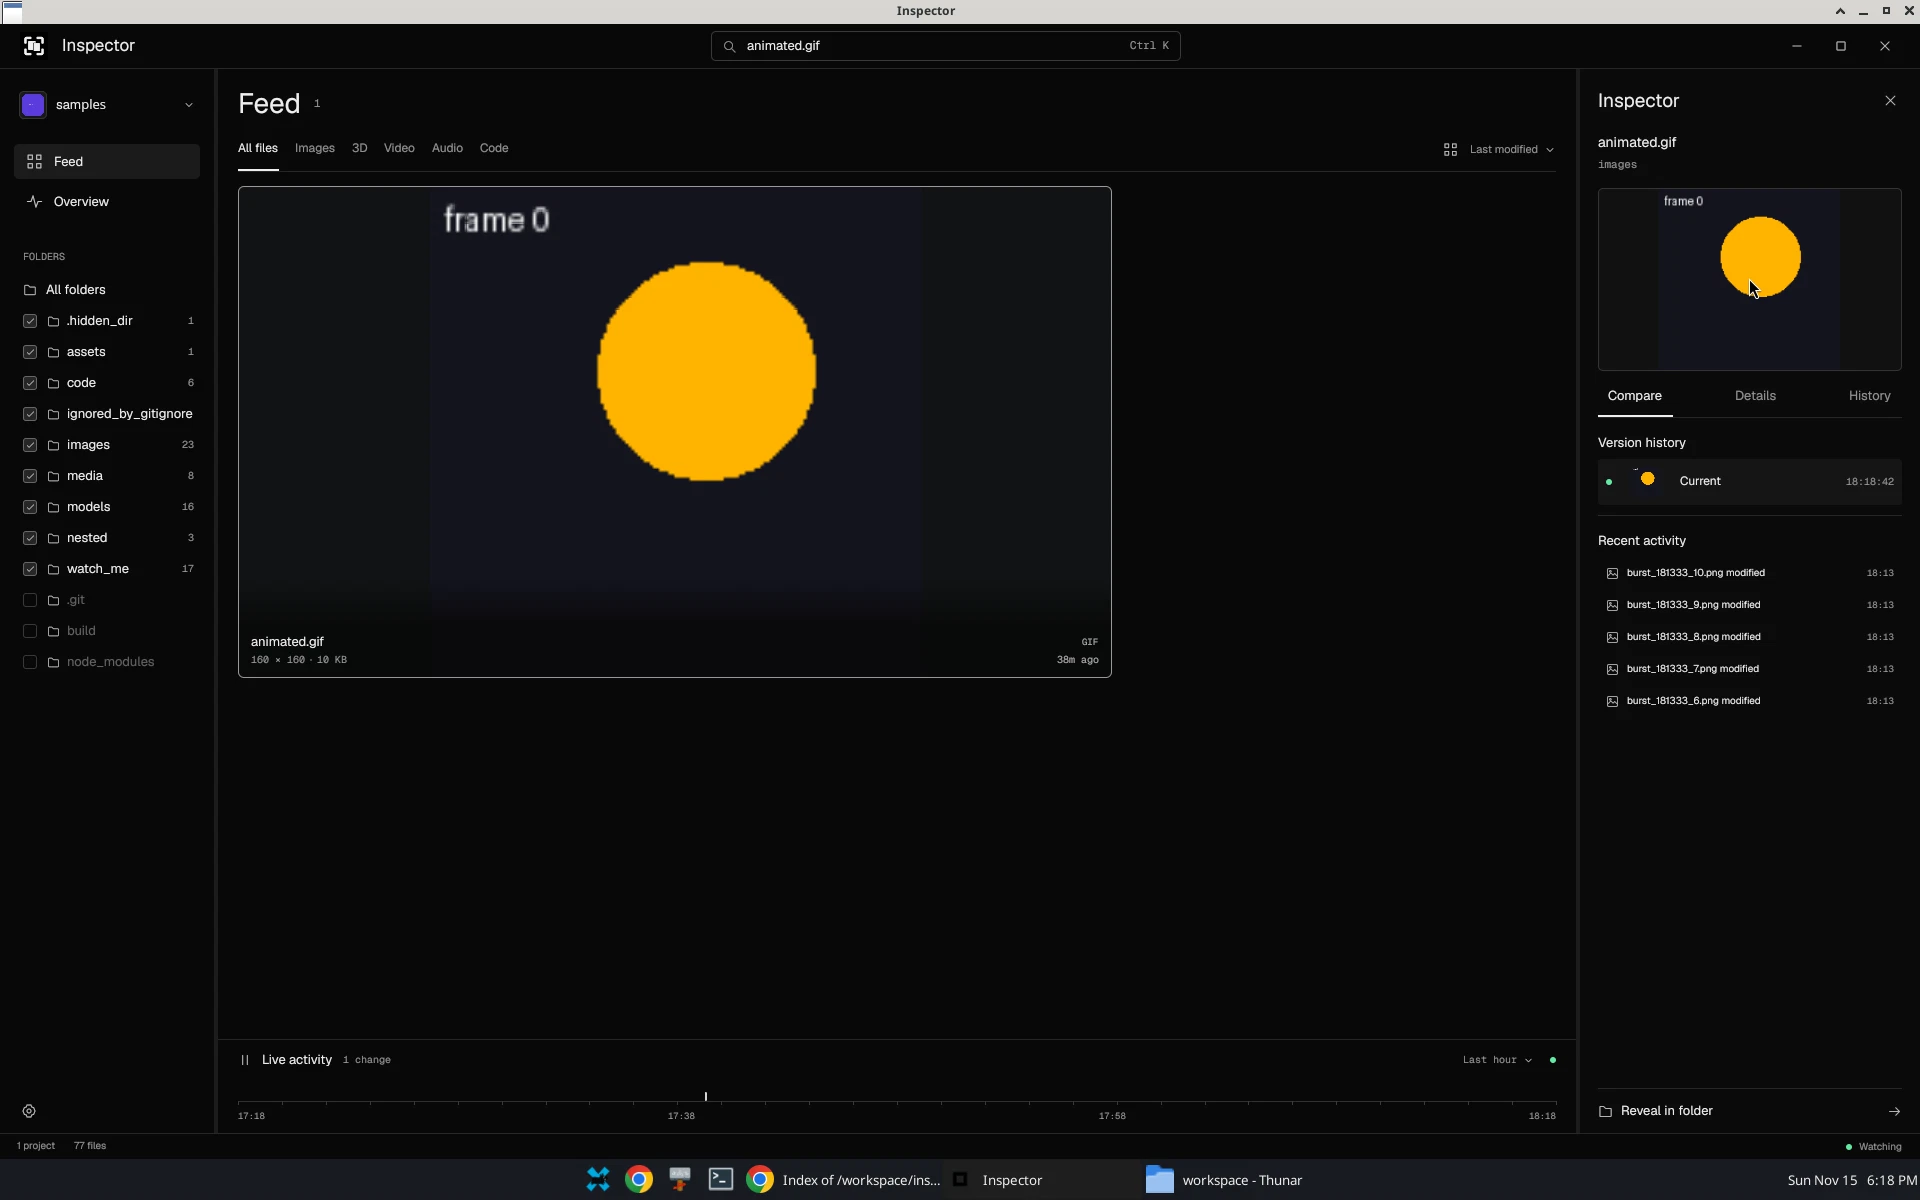 Inspector
Inspector
animated.gif
Ctrl K
samples
Feed
Overview
FOLDERS
All folders
.hidden_dir 1
assets 1
code 6
ignored_by_gitignore
images 23
media 8
models 16
nested 3
watch_me 17
.git
build
node_modules
Feed 1
All files Images 3D Video Audio Code
Last modified
frame 0
animated.gif
GIF
160 × 160 · 10 KB
38m ago
Live activity 1 change
Last hour
17:18 17:38 17:58 18:18
Inspector
animated.gif
images
frame 0
Compare Details History
Version history
Current 18:18:42
Recent activity
burst_181333_10.png modified 18:13
burst_181333_9.png modified 18:13
burst_181333_8.png modified 18:13
burst_181333_7.png modified 18:13
burst_181333_6.png modified 18:13
Reveal in folder
1 project 77 files
Watching
Index of /workspace/ins...
Inspector
workspace - Thunar
Sun Nov 15 6:18 PM